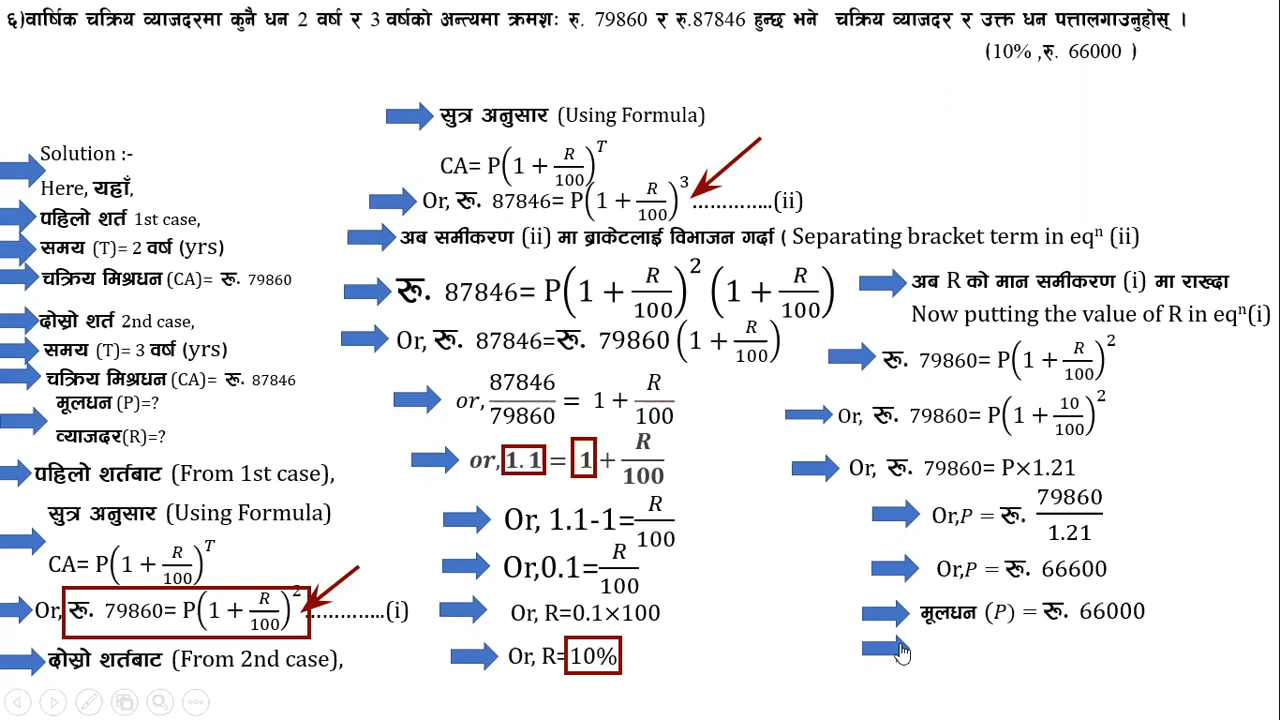 ६)वार्षिक चक्रिय व्याजदरमा कुनै धन 2 वर्ष र 3 वर्षको अन्त्यमा क्रमशः रु. 79860 र रु.87846 हुन्छ भने चक्रिय व्याजदर र उक्त धन पत्तालगाउनुहोस् ।
(10% ,रु. 66000 )
Solution :-
Here, यहाँ,
पहिलो शर्त 1st case,
समय (T)= 2 वर्ष (yrs)
चक्रिय मिश्रधन (CA)= रू. 79860
दोस्रो शर्त 2nd case,
समय (T)= 3 वर्ष (yrs)
चक्रिय मिश्रधन (CA)= रू. 87846
मूलधन (P)=?
व्याजदर(R)=?
पहिलो शर्तबाट (From 1st case),
सुत्र अनुसार (Using Formula)
CA= P(1 + R/100)^T
Or, रू. 79860= P(1 + R/100)^2 .............(i)
दोस्रो शर्तबाट (From 2nd case),
सुत्र अनुसार (Using Formula)
CA= P(1 + R/100)^T
Or, रू. 87846= P(1 + R/100)^3 ..............(ii)
अब समीकरण (ii) मा ब्राकेटलाई विभाजन गर्दा ( Separating bracket term in eqⁿ (ii)
रू. 87846= P(1 + R/100)^2 (1 + R/100)
Or, रू. 87846=रू. 79860 (1 + R/100)
or, 87846/79860 = 1 + R/100
or, 1.1 = 1 + R/100
Or, 1.1-1=R/100
Or,0.1=R/100
Or, R=0.1×100
Or, R=10%
अब R को मान समीकरण (i) मा राख्दा
Now putting the value of R in eqⁿ(i)
रू. 79860= P(1 + R/100)^2
Or, रू. 79860= P(1 + 10/100)^2
Or, रू. 79860= P×1.21
Or,P = रू. 79860/1.21
Or,P = रू. 66600
मूलधन (P) = रू. 66000